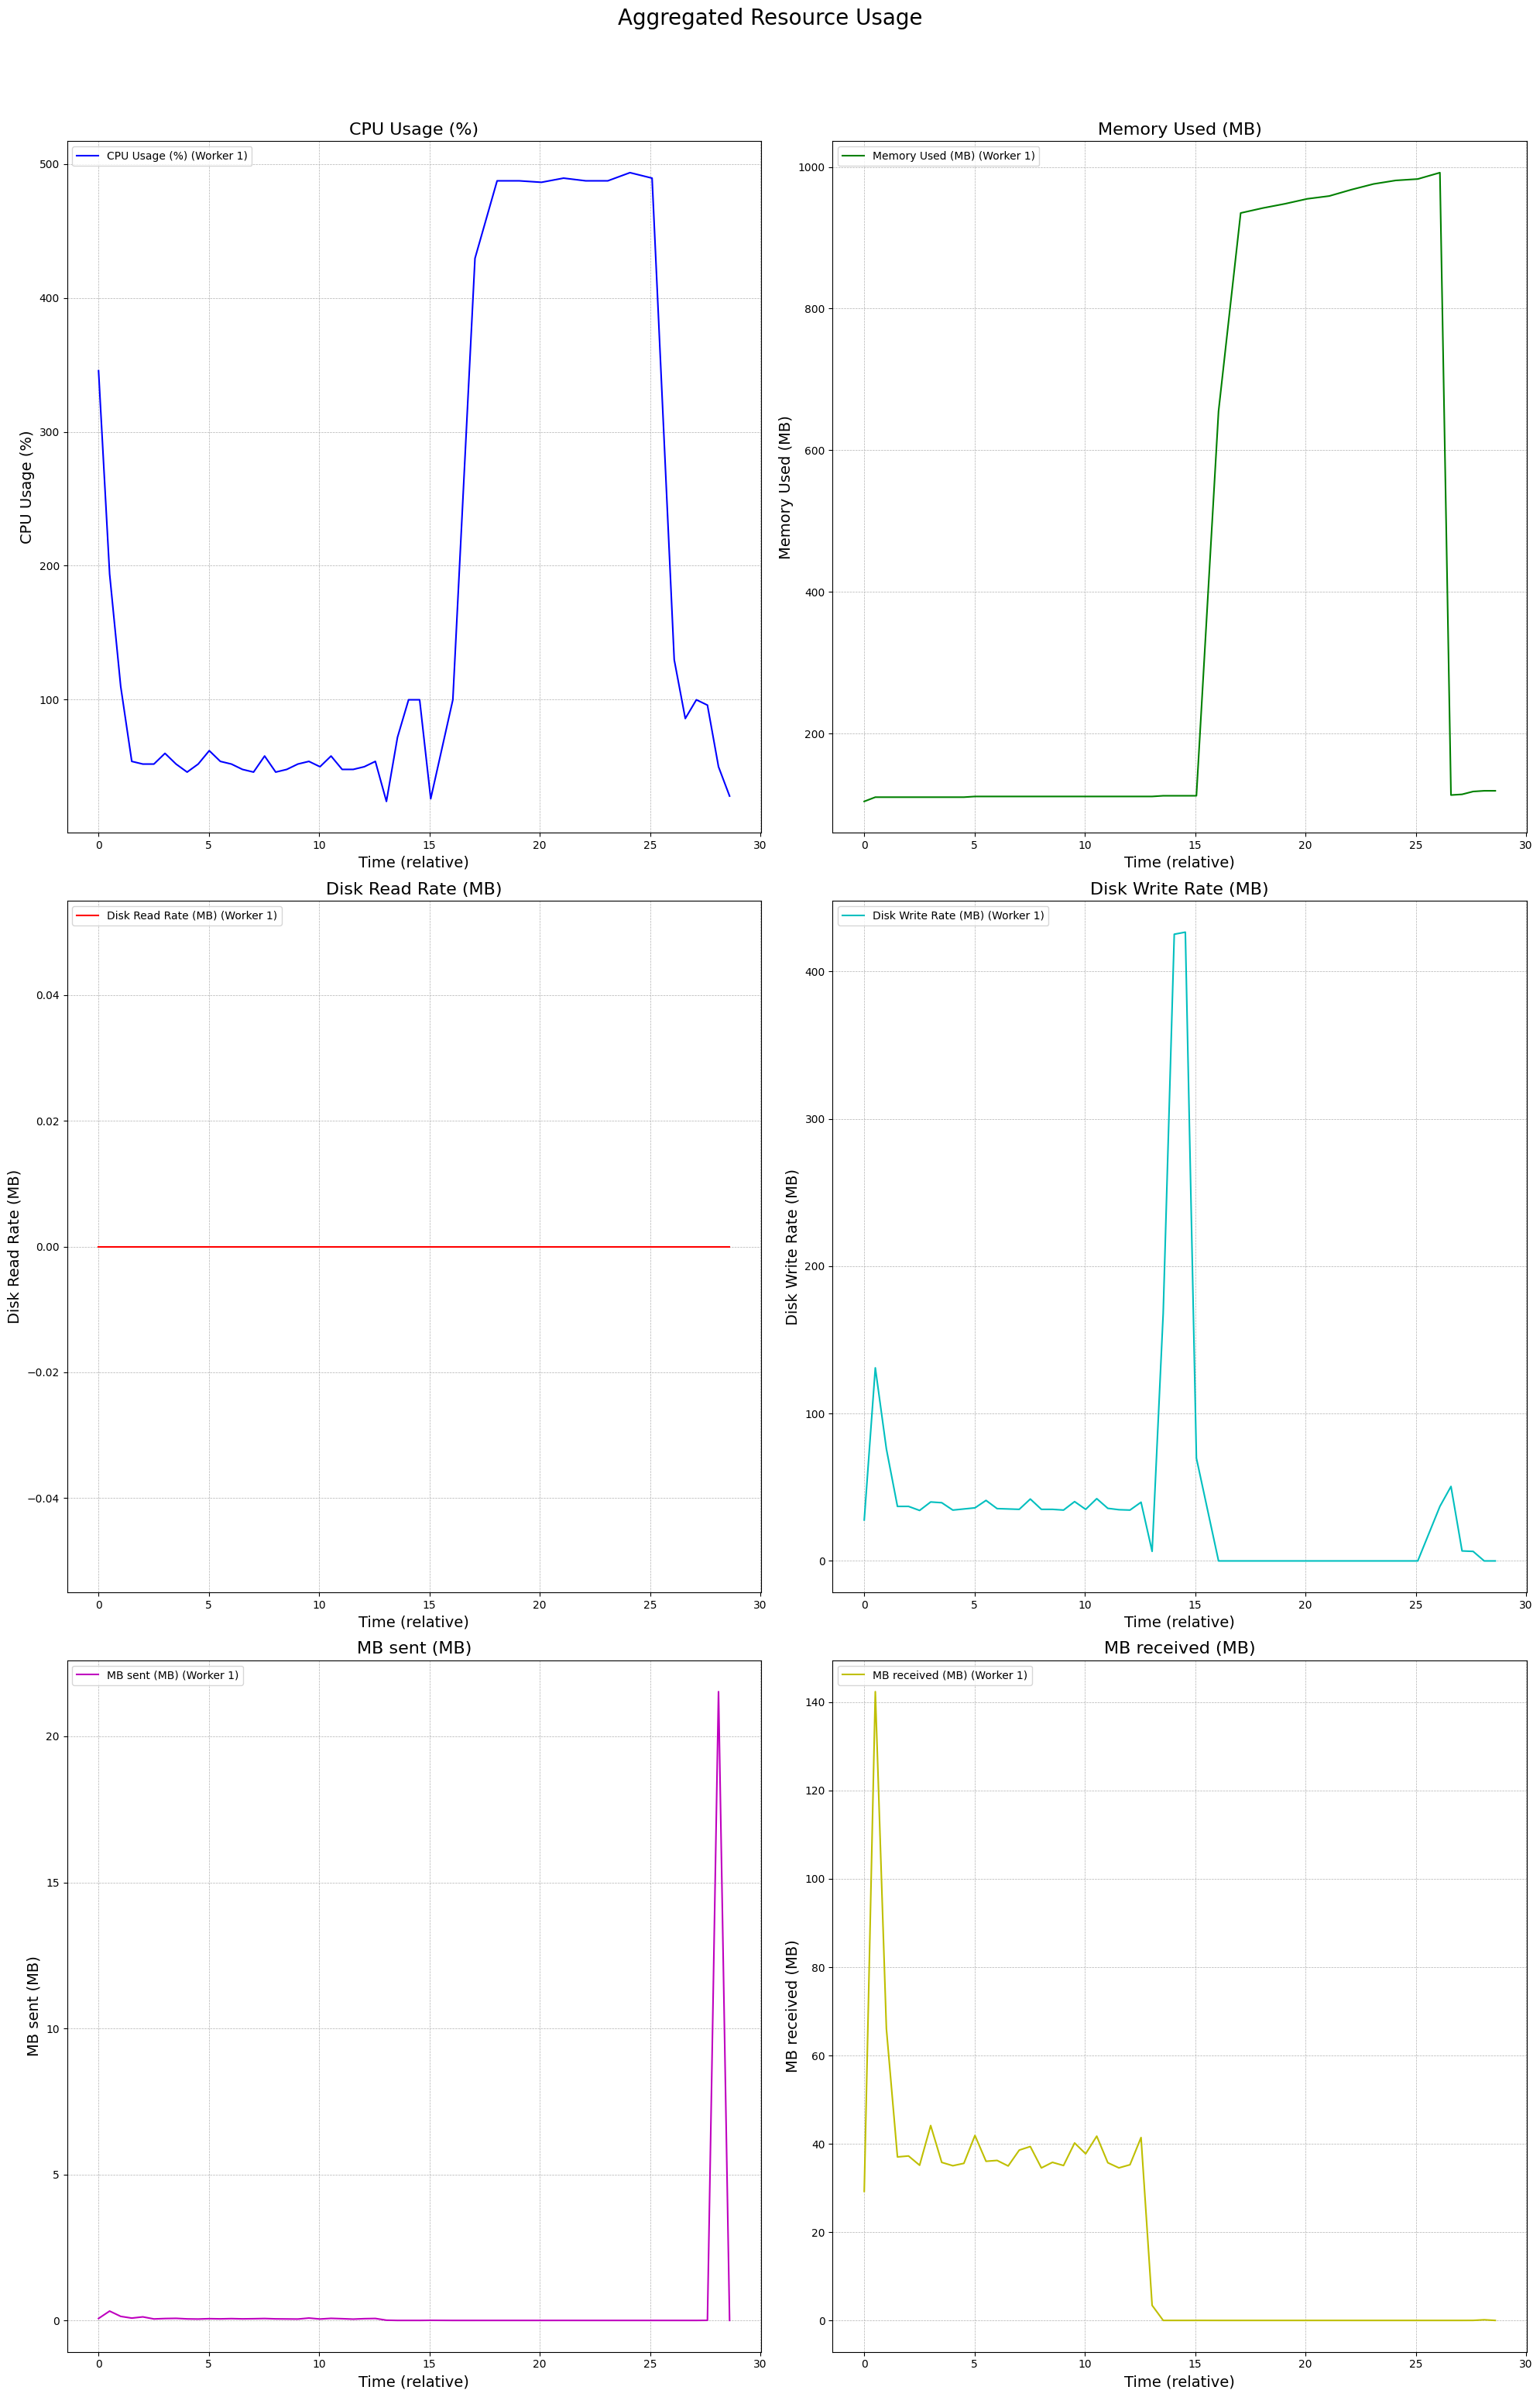 Aggregated Resource Usage
CPU Usage (%)
CPU Usage (%) (Worker 1)
500
400
300
200
100
CPU Usage (%)
0 5 10 15 20 25 30
Time (relative)
Memory Used (MB)
Memory Used (MB) (Worker 1)
1000
800
600
400
200
Memory Used (MB)
0 5 10 15 20 25 30
Time (relative)
Disk Read Rate (MB)
Disk Read Rate (MB) (Worker 1)
0.04
0.02
0.00
−0.02
−0.04
Disk Read Rate (MB)
0 5 10 15 20 25 30
Time (relative)
Disk Write Rate (MB)
Disk Write Rate (MB) (Worker 1)
400
300
200
100
0
Disk Write Rate (MB)
0 5 10 15 20 25 30
Time (relative)
MB sent (MB)
MB sent (MB) (Worker 1)
20
15
10
5
0
MB sent (MB)
0 5 10 15 20 25 30
Time (relative)
MB received (MB)
MB received (MB) (Worker 1)
140
120
100
80
60
40
20
0
MB received (MB)
0 5 10 15 20 25 30
Time (relative)